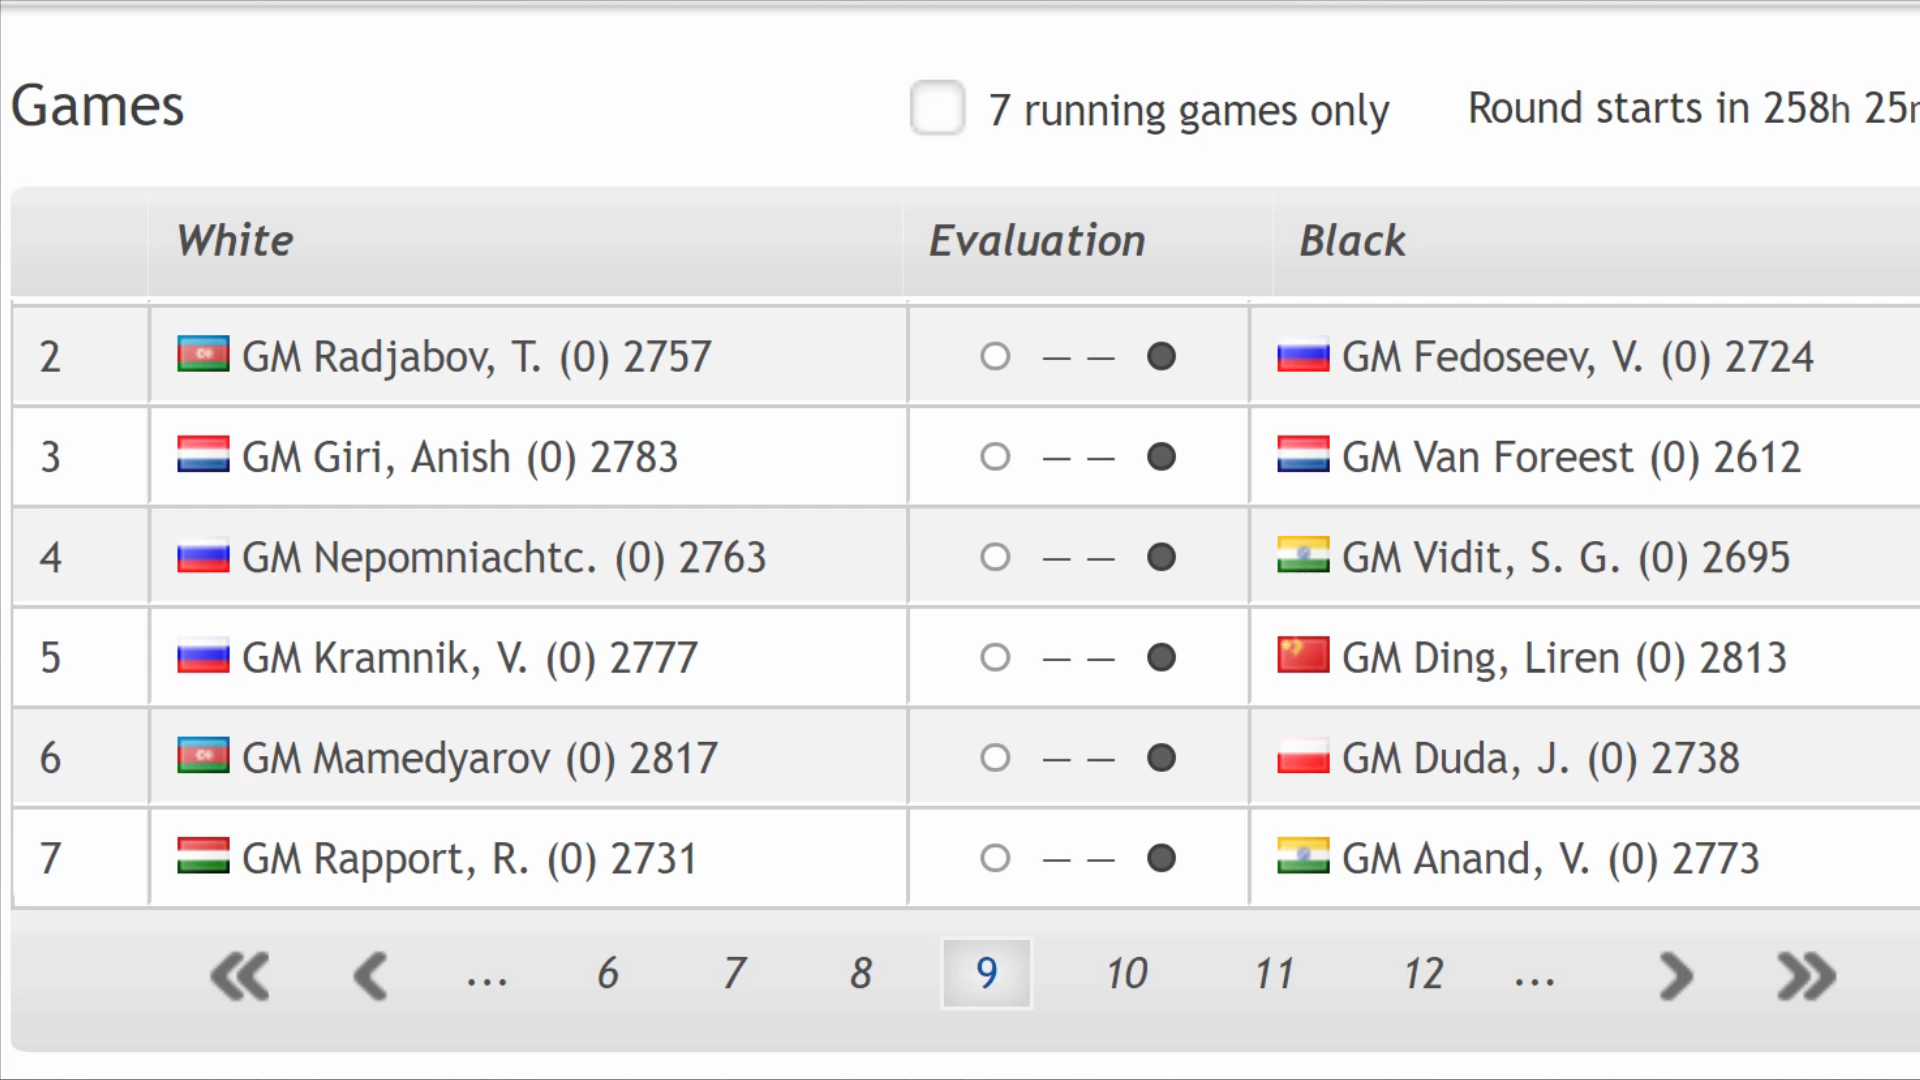 Games
7 running games only
Round starts in 258h 25
White Evaluation Black
2 GM Radjabov, T. (0) 2757 — — GM Fedoseev, V. (0) 2724
3 GM Giri, Anish (0) 2783 — — GM Van Foreest (0) 2612
4 GM Nepomniachtc. (0) 2763 — — GM Vidit, S. G. (0) 2695
5 GM Kramnik, V. (0) 2777 — — GM Ding, Liren (0) 2813
6 GM Mamedyarov (0) 2817 — — GM Duda, J. (0) 2738
7 GM Rapport, R. (0) 2731 — — GM Anand, V. (0) 2773
... 6 7 8 9 10 11 12 ...